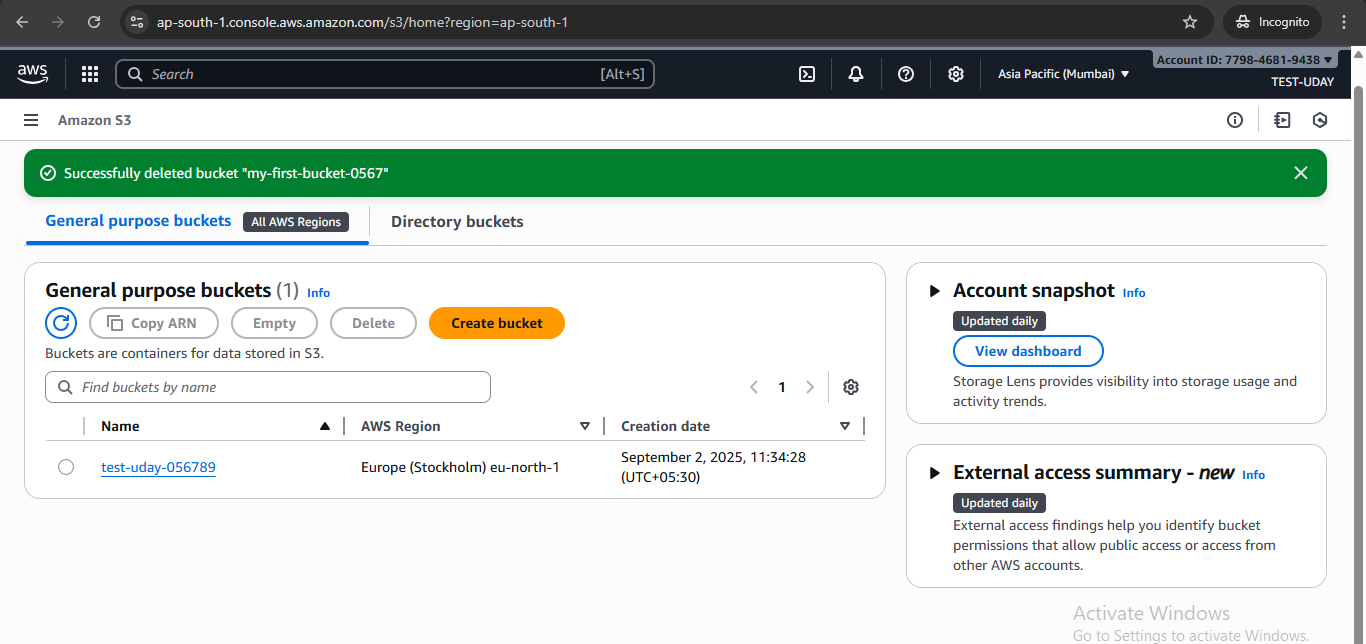 ap-south-1.console.aws.amazon.com/s3/home?region=ap-south-1
Incognito
aws
Search
[Alt+S]
Asia Pacific (Mumbai)
Account ID: 7798-4681-9438
TEST-UDAY
Amazon S3
Successfully deleted bucket "my-first-bucket-0567"
General purpose buckets
All AWS Regions
Directory buckets
General purpose buckets (1) Info
Copy ARN
Empty
Delete
Create bucket
Buckets are containers for data stored in S3.
Find buckets by name
1
Name
AWS Region
Creation date
test-uday-056789
Europe (Stockholm) eu-north-1
September 2, 2025, 11:34:28
(UTC+05:30)
Account snapshot Info
Updated daily
View dashboard
Storage Lens provides visibility into storage usage and
activity trends.
External access summary - new Info
Updated daily
External access findings help you identify bucket
permissions that allow public access or access from
other AWS accounts.
Activate Windows
Go to Settings to activate Windows.